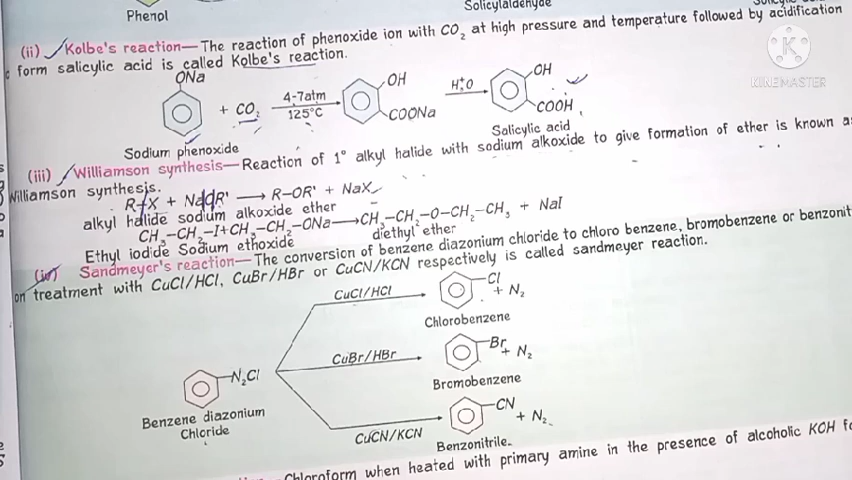 Phenol
Solicylaldehyde
(ii) Kolbe's reaction—The reaction of phenoxide ion with CO₂ at high pressure and temperature followed by acidification
form salicylic acid is called Kolbe's reaction.
ONa + CO₂ 4-7atm 125°C OH COONa H₃⁺O OH COOH
Sodium phenoxide Salicylic acid
(iii) Williamson synthesis—Reaction of 1° alkyl halide with sodium alkoxide to give formation of ether is known as
Williamson synthesis.
R-X + NaOR' ⟶ R-OR' + NaX
alkyl halide sodium alkoxide ether
CH₃-CH₂-I+CH₃-CH₂-ONa⟶CH₃-CH₂-O-CH₂-CH₃ + NaI
Ethyl iodide Sodium ethoxide diethyl ether
(iv) Sandmeyer's reaction—The conversion of benzene diazonium chloride to chloro benzene, bromobenzene or benzonit
on treatment with CuCl/HCl, CuBr/HBr or CuCN/KCN respectively is called sandmeyer reaction.
CuCl/HCl Cl + N₂
Chlorobenzene
N₂Cl CuBr/HBr Br + N₂
Bromobenzene
Benzene diazonium
Chloride
CuCN/KCN CN + N₂
Benzonitrile.
Chloroform when heated with primary amine in the presence of alcoholic KOH fo
K
KINEMASTER